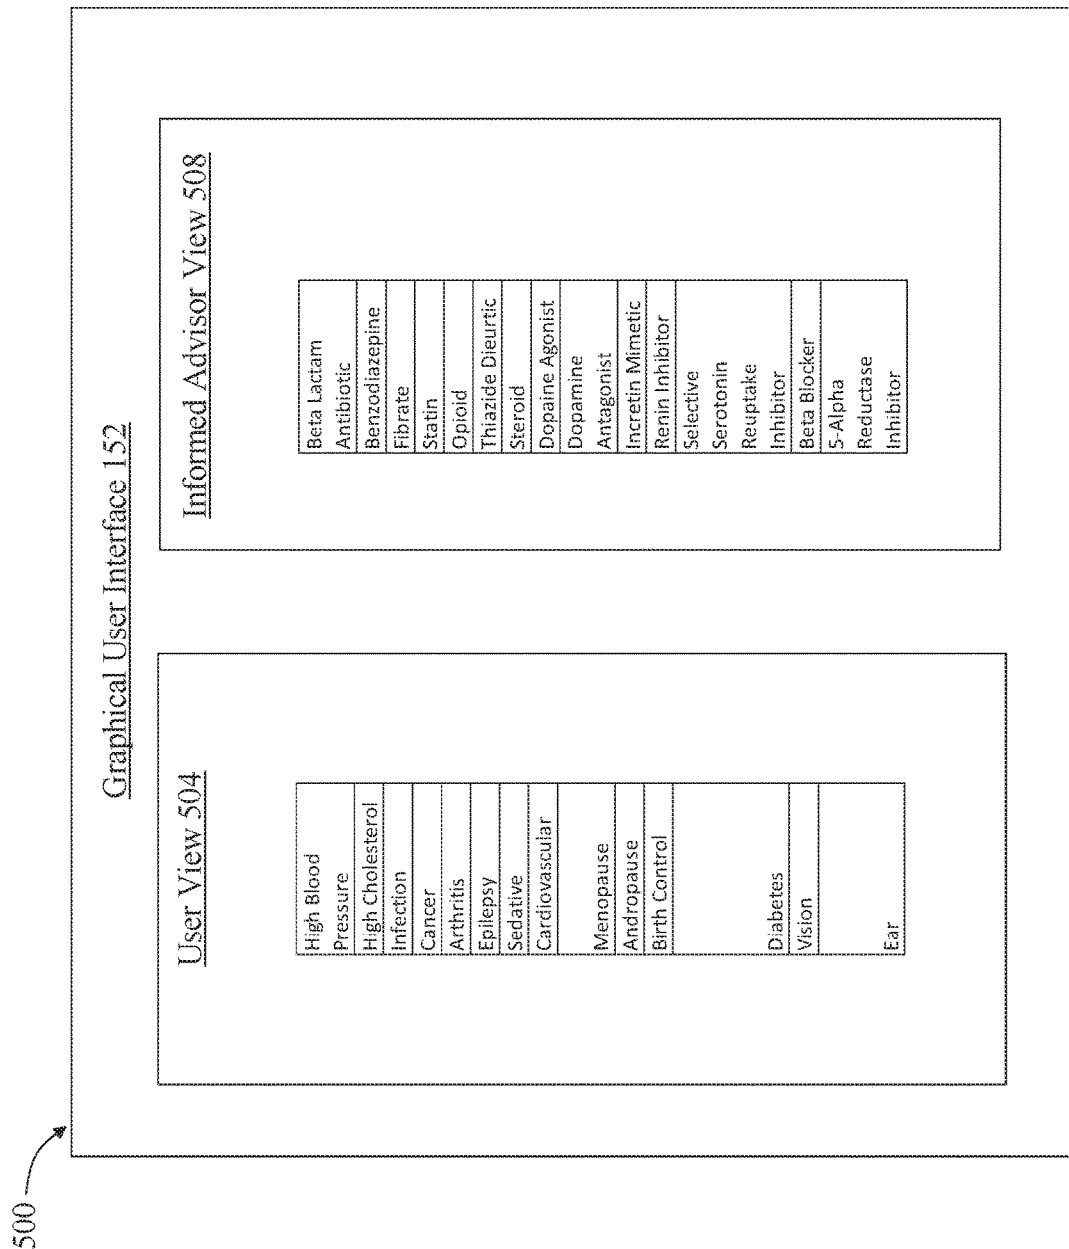 500
Graphical User Interface 152
User View 504
High Blood
Pressure
High Cholesterol
Infection
Cancer
Arthritis
Epilepsy
Sedative
Cardiovascular
Menopause
Andropause
Birth Control
Diabetes
Vision
Ear
Informed Advisor View 508
Beta Lactam
Antibiotic
Benzodiazepine
Fibrate
Statin
Opioid
Thiazide Dieurtic
Steroid
Dopaine Agonist
Dopamine
Antagonist
Incretin Mimetic
Renin Inhibitor
Selective
Serotonin
Reuptake
Inhibitor
Beta Blocker
5-Alpha
Reductase
Inhibitor